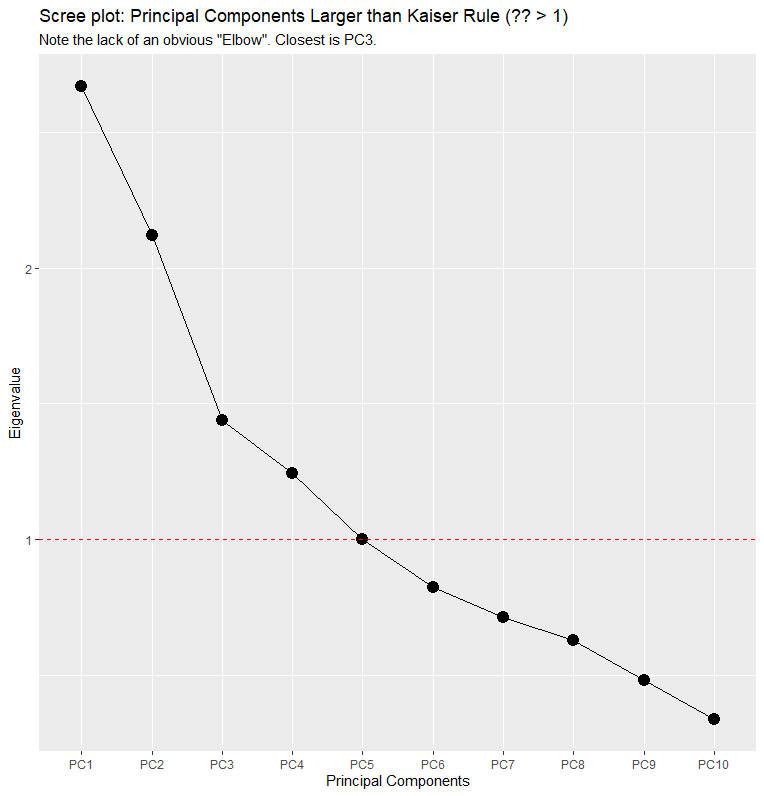 Scree plot: Principal Components Larger than Kaiser Rule (?? > 1)
Note the lack of an obvious "Elbow". Closest is PC3.
Eigenvalue
2
1
PC1 PC2 PC3 PC4 PC5 PC6 PC7 PC8 PC9 PC10
Principal Components